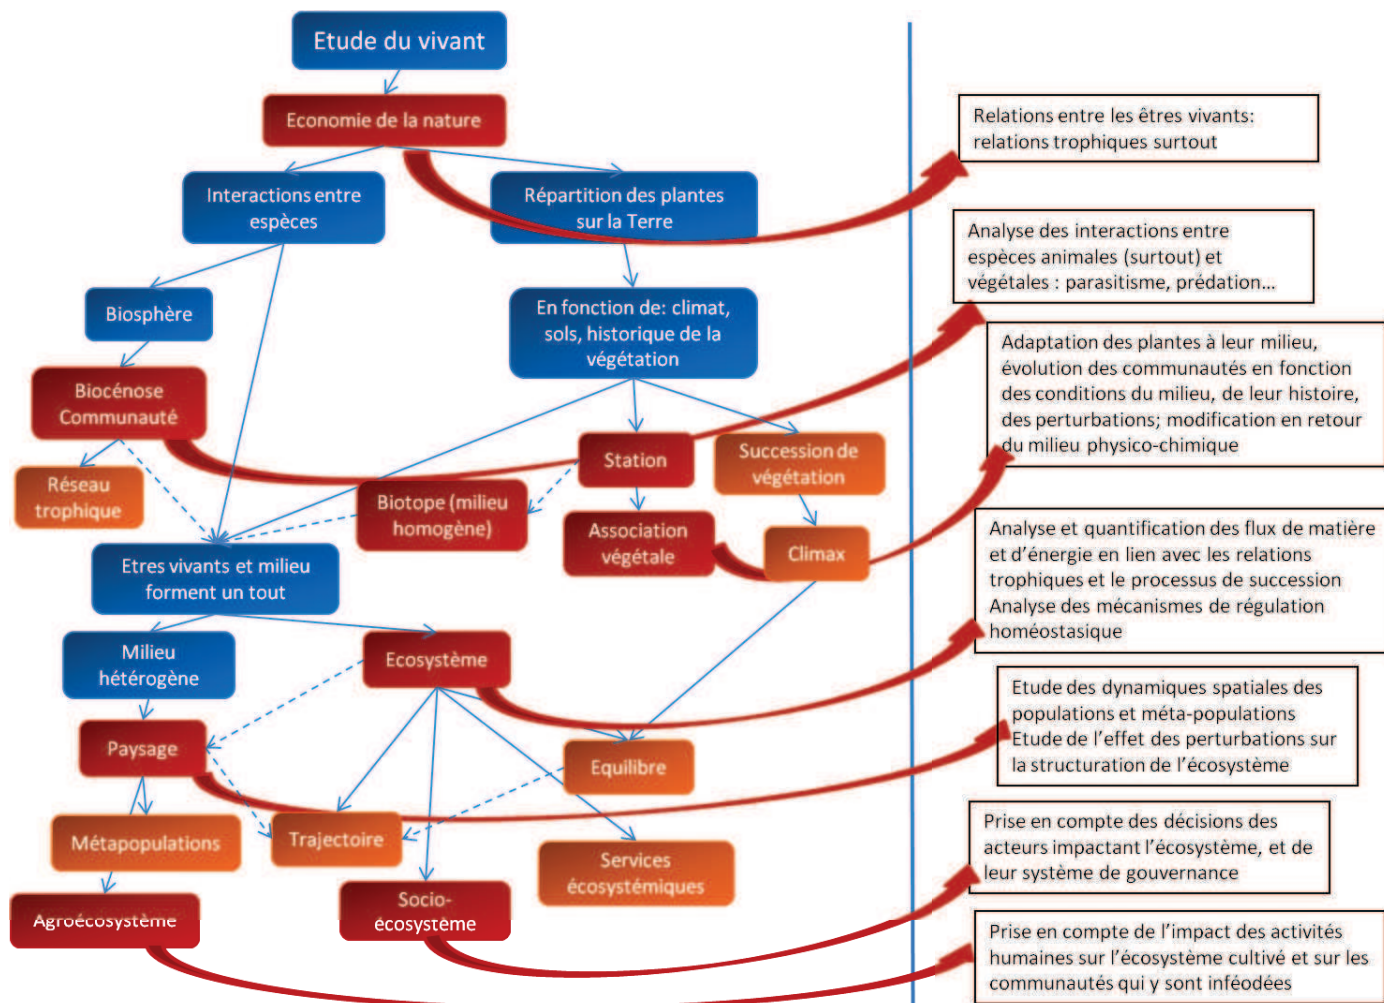 Etude du vivant
Economie de la nature
Interactions entre
espèces
Répartition des plantes
sur la Terre
Biosphère
En fonction de: climat,
sols, historique de la
végétation
Biocénose
Communauté
Réseau
trophique
Station
Succession de
végétation
Biotope (milieu
homogène)
Association
végétale
Climax
Etres vivants et milieu
forment un tout
Milieu
hétérogène
Ecosystème
Paysage
Equilibre
Métapopulations
Trajectoire
Services
écosystémiques
Agroécosystème
Socio-
écosystème
Relations entre les êtres vivants:
relations trophiques surtout
Analyse des interactions entre
espèces animales (surtout) et
végétales : parasitisme, prédation...
Adaptation des plantes à leur milieu,
évolution des communautés en fonction
des conditions du milieu, de leur histoire,
des perturbations; modification en retour
du milieu physico-chimique
Analyse et quantification des flux de matière
et d'énergie en lien avec les relations
trophiques et le processus de succession
Analyse des mécanismes de régulation
homéostasique
Etude des dynamiques spatiales des
populations et méta-populations
Etude de l'effet des perturbations sur
la structuration de l'écosystème
Prise en compte des décisions des
acteurs impactant l'écosystème, et de
leur système de gouvernance
Prise en compte de l'impact des activités
humaines sur l'écosystème cultivé et sur les
communautés qui y sont inféodées